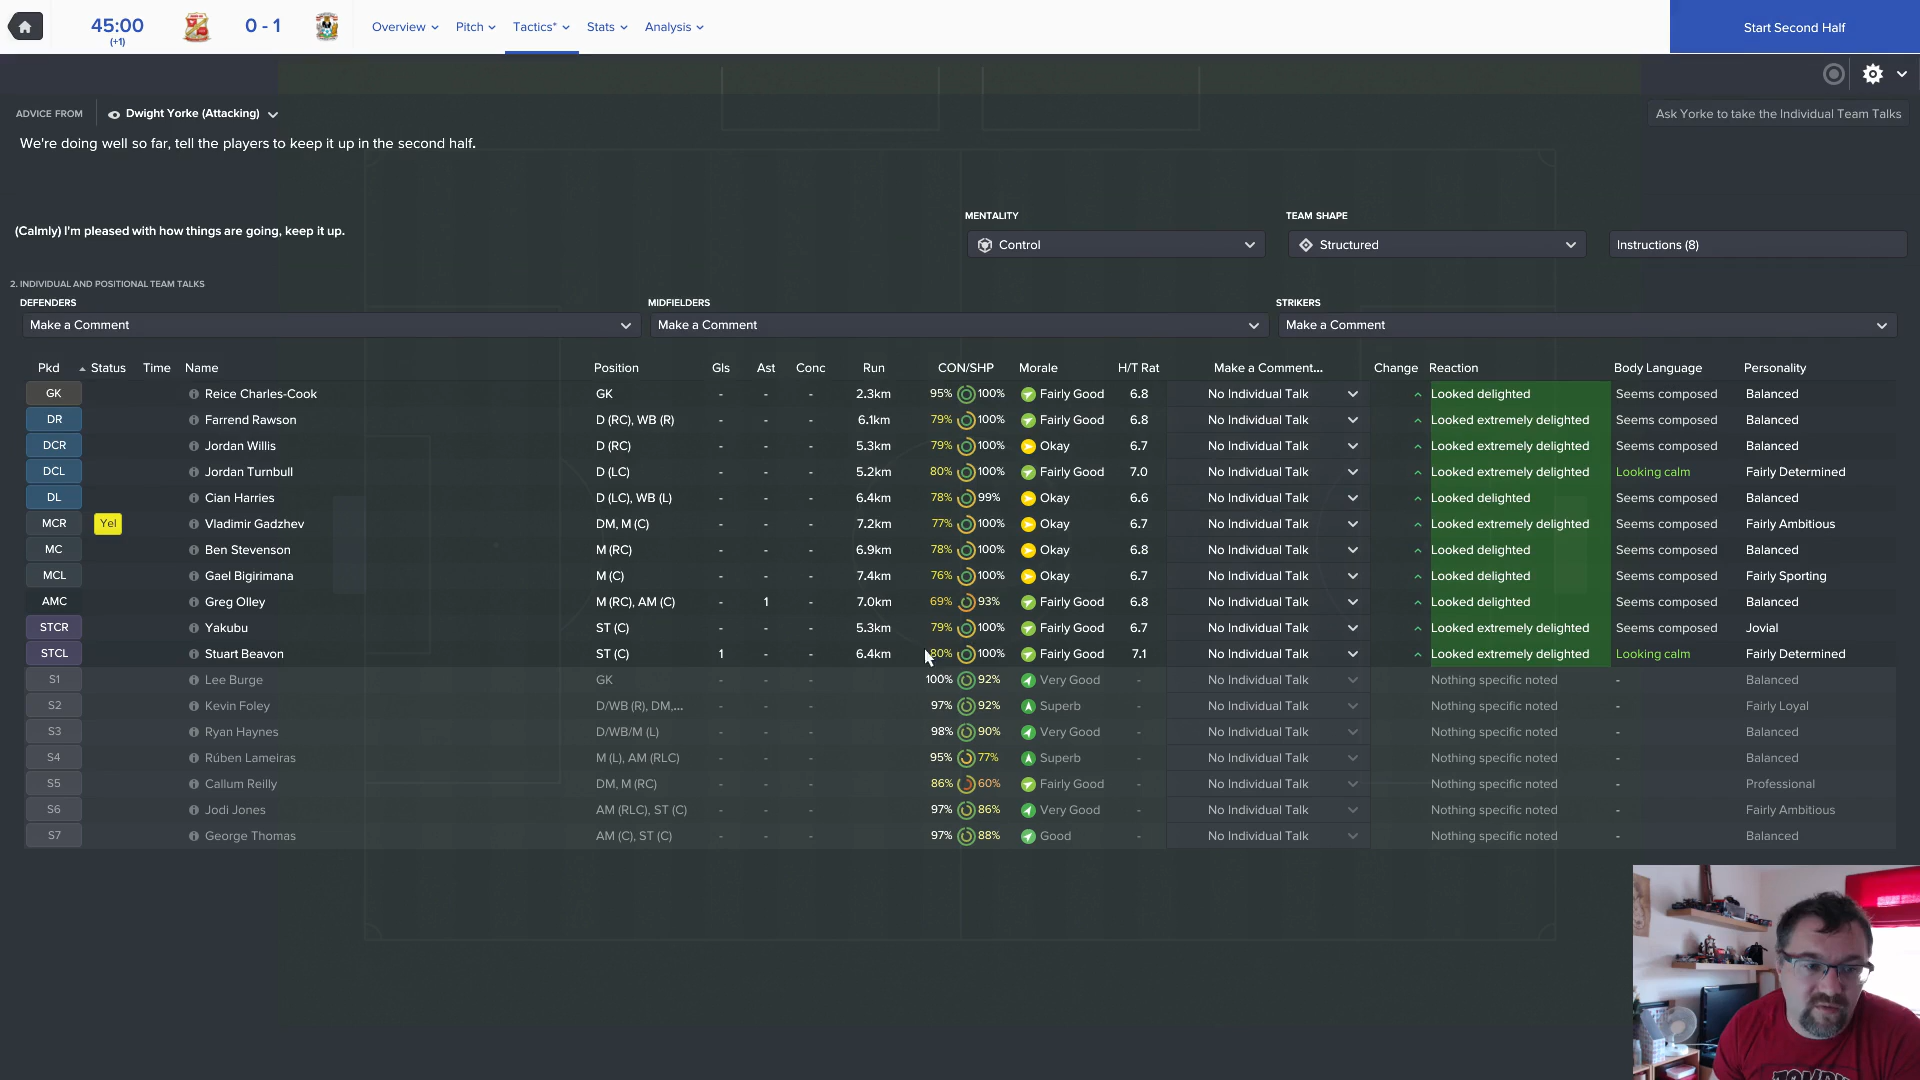 45:00
(+1)
0 - 1
Overview
Pitch
Tactics*
Stats
Analysis
Start Second Half
ADVICE FROM
Dwight Yorke (Attacking)
Ask Yorke to take the Individual Team Talks
We're doing well so far, tell the players to keep it up in the second half.
MENTALITY
TEAM SHAPE
(Calmly) I'm pleased with how things are going, keep it up.
Control
Structured
Instructions (8)
2. INDIVIDUAL AND POSITIONAL TEAM TALKS
DEFENDERS
MIDFIELDERS
STRIKERS
Make a Comment
Make a Comment
Make a Comment
Pkd Status Time Name Position Gls Ast Conc Run CON/SHP Morale H/T Rat Make a Comment... Change Reaction Body Language Personality
GK Reice Charles-Cook GK - - - 2.3km 95% 100% Fairly Good 6.8 No Individual Talk Looked delighted Seems composed Balanced
DR Farrend Rawson D (RC), WB (R) - - - 6.1km 79% 100% Fairly Good 6.8 No Individual Talk Looked extremely delighted Seems composed Balanced
DCR Jordan Willis D (RC) - - - 5.3km 79% 100% Okay 6.7 No Individual Talk Looked extremely delighted Seems composed Balanced
DCL Jordan Turnbull D (LC) - - - 5.2km 80% 100% Fairly Good 7.0 No Individual Talk Looked extremely delighted Looking calm Fairly Determined
DL Cian Harries D (LC), WB (L) - - - 6.4km 78% 99% Okay 6.6 No Individual Talk Looked delighted Seems composed Balanced
MCR Yel Vladimir Gadzhev DM, M (C) - - - 7.2km 77% 100% Okay 6.7 No Individual Talk Looked extremely delighted Seems composed Fairly Ambitious
MC Ben Stevenson M (RC) - - - 6.9km 78% 100% Okay 6.8 No Individual Talk Looked delighted Seems composed Balanced
MCL Gael Bigirimana M (C) - - - 7.4km 76% 100% Okay 6.7 No Individual Talk Looked delighted Seems composed Fairly Sporting
AMC Greg Olley M (RC), AM (C) - 1 - 7.0km 69% 93% Fairly Good 6.8 No Individual Talk Looked delighted Seems composed Balanced
STCR Yakubu ST (C) - - - 5.3km 79% 100% Fairly Good 6.7 No Individual Talk Looked extremely delighted Seems composed Jovial
STCL Stuart Beavon ST (C) 1 - - 6.4km 80% 100% Fairly Good 7.1 No Individual Talk Looked extremely delighted Looking calm Fairly Determined
S1 Lee Burge GK - - - 100% 92% Very Good - No Individual Talk Nothing specific noted - Balanced
S2 Kevin Foley D/WB (R), DM,... - - - 97% 92% Superb - No Individual Talk Nothing specific noted - Fairly Loyal
S3 Ryan Haynes D/WB/M (L) - - - 98% 90% Very Good - No Individual Talk Nothing specific noted - Balanced
S4 Rúben Lameiras M (L), AM (RLC) - - - 95% 77% Superb - No Individual Talk Nothing specific noted - Balanced
S5 Callum Reilly DM, M (RC) - - - 86% 60% Fairly Good - No Individual Talk Nothing specific noted - Professional
S6 Jodi Jones AM (RLC), ST (C) - - - 97% 86% Very Good - No Individual Talk Nothing specific noted - Fairly Ambitious
S7 George Thomas AM (C), ST (C) - - - 97% 88% Good - No Individual Talk Nothing specific noted - Balanced